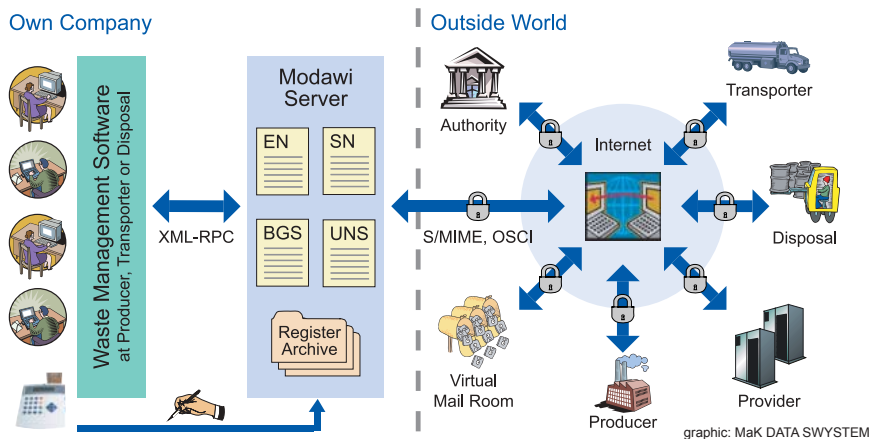 Own Company
Outside World
Waste Management Software
at Producer, Transporter or Disposal
XML-RPC
Modawi
Server
EN
SN
BGS
UNS
Register
Archive
S/MIME, OSCI
Internet
Authority
Transporter
Disposal
Provider
Producer
Virtual
Mail Room
graphic: MaK DATA SWYSTEM